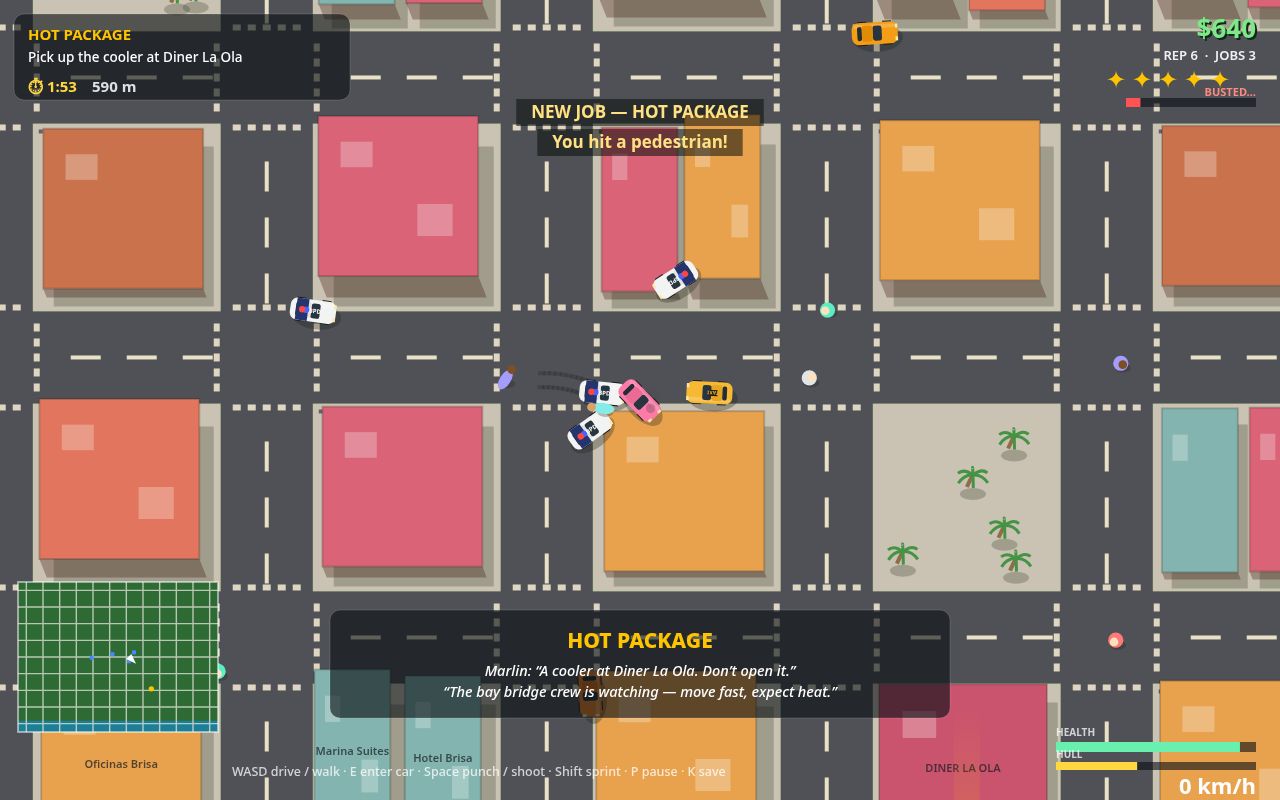 HOT PACKAGE
Pick up the cooler at Diner La Ola
1:53 590 m
$640
REP 6 · JOBS 3
BUSTED...
NEW JOB — HOT PACKAGE
You hit a pedestrian!
HOT PACKAGE
Marlin: “A cooler at Diner La Ola. Don’t open it.”
“The bay bridge crew is watching — move fast, expect heat.”
Marina Suites
Hotel Brisa
Oficinas Brisa
DINER LA OLA
WASD drive / walk · E enter car · Space punch / shoot · Shift sprint · P pause · K save
HEALTH
HULL
0 km/h